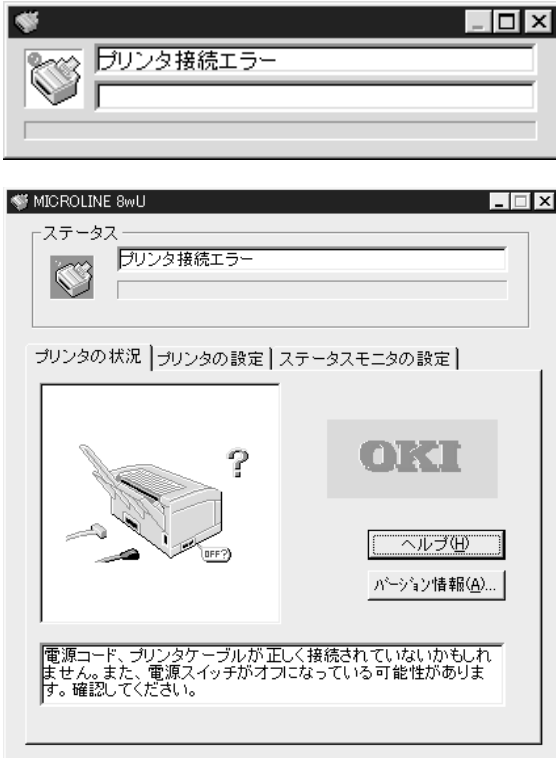 プリンタ接続エラー
MICROLINE 8wU
ステータス
プリンタ接続エラー
プリンタの状況
プリンタの設定
ステータスモニタの設定
?
OFF?
OKI
ヘルプ(H)
バージョン情報(A)...
電源コード、プリンタケーブルが正しく接続されていないかもしれ
ません。また、電源スイッチがオフになっている可能性がありま
す。確認してください。